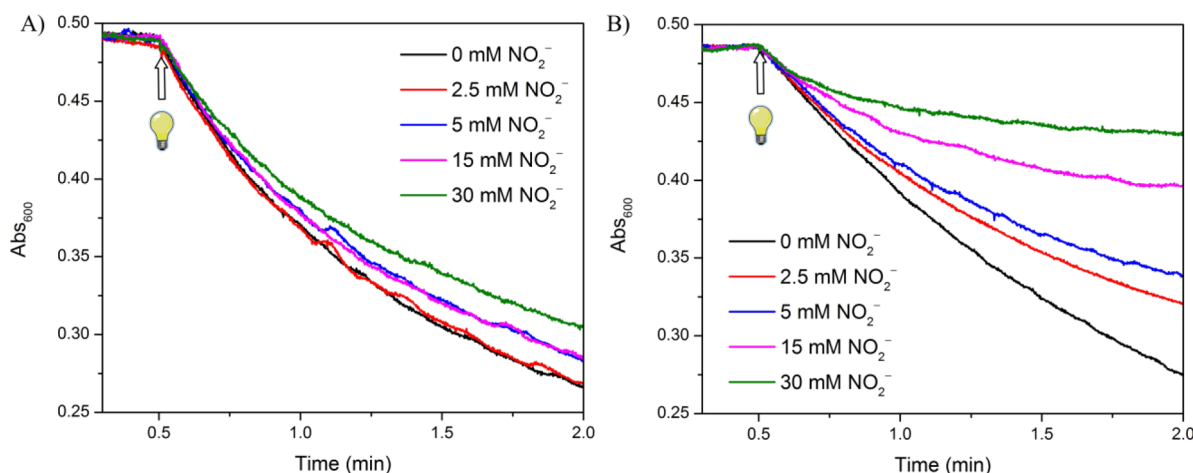 A)
0.50
0.45
0.40
0.35
0.30
0.25
Abs₆₀₀
0 mM NO₂⁻
2.5 mM NO₂⁻
5 mM NO₂⁻
15 mM NO₂⁻
30 mM NO₂⁻
0.5
1.0
1.5
2.0
Time (min)
B)
0.50
0.45
0.40
0.35
0.30
0.25
Abs₆₀₀
0 mM NO₂⁻
2.5 mM NO₂⁻
5 mM NO₂⁻
15 mM NO₂⁻
30 mM NO₂⁻
0.5
1.0
1.5
2.0
Time (min)